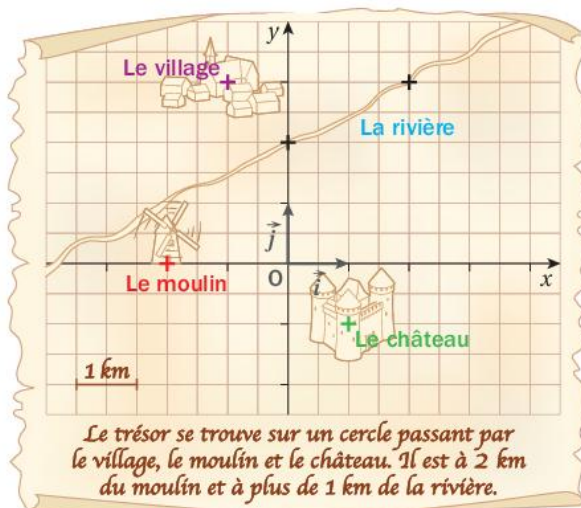 y
Le village
La rivière
j
Le moulin
O
i
x
Le château
1 km
Le trésor se trouve sur un cercle passant par
le village, le moulin et le château. Il est à 2 km
du moulin et à plus de 1 km de la rivière.